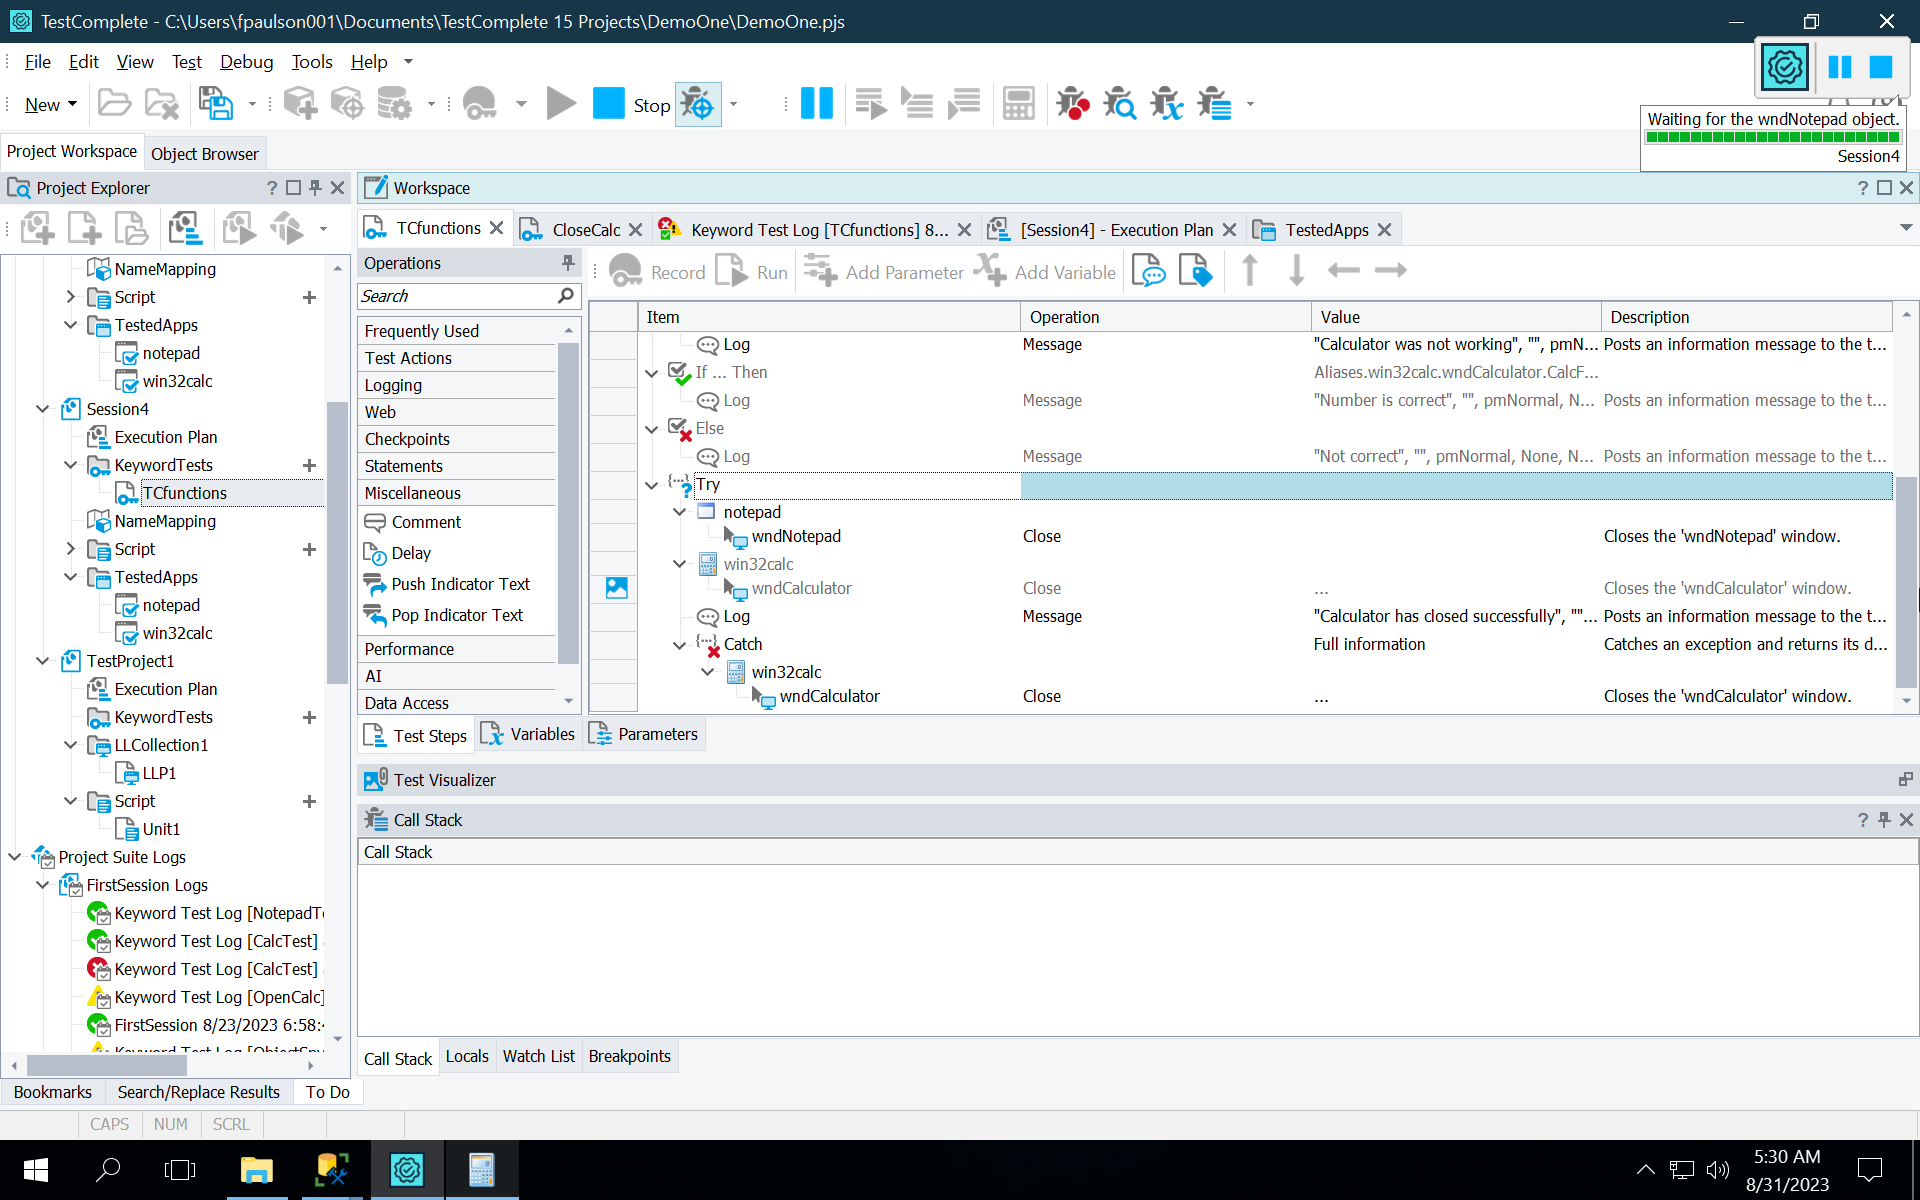 TestComplete - C:\Users\fpaulson001\Documents\TestComplete 15 Projects\DemoOne\DemoOne.pjs
File Edit View Test Debug Tools Help
New
Stop
Waiting for the wndNotepad object.
Session4
Project Workspace Object Browser
Project Explorer
NameMapping
Script
TestedApps
notepad
win32calc
Session4
Execution Plan
KeywordTests
TCfunctions
NameMapping
Script
TestedApps
notepad
win32calc
TestProject1
Execution Plan
KeywordTests
LLCollection1
LLP1
Script
Unit1
Project Suite Logs
FirstSession Logs
Keyword Test Log [NotepadT
Keyword Test Log [CalcTest]
Keyword Test Log [CalcTest]
Keyword Test Log [OpenCalc]
FirstSession 8/23/2023 6:58:
Bookmarks Search/Replace Results To Do
Workspace
TCfunctions CloseCalc Keyword Test Log [TCfunctions] 8... [Session4] - Execution Plan TestedApps
Operations
Search
Frequently Used
Test Actions
Logging
Web
Checkpoints
Statements
Miscellaneous
Comment
Delay
Push Indicator Text
Pop Indicator Text
Performance
AI
Data Access
Record Run Add Parameter Add Variable
Item Operation Value Description
Log Message "Calculator was not working", "", pmN... Posts an information message to the t...
If ... Then Aliases.win32calc.wndCalculator.CalcF...
Log Message "Number is correct", "", pmNormal, N... Posts an information message to the t...
Else
Log Message "Not correct", "", pmNormal, None, N... Posts an information message to the t...
Try
notepad
wndNotepad Close Closes the 'wndNotepad' window.
win32calc
wndCalculator Close ... Closes the 'wndCalculator' window.
Log Message "Calculator has closed successfully", ""... Posts an information message to the t...
Catch Full information Catches an exception and returns its d...
win32calc
wndCalculator Close ... Closes the 'wndCalculator' window.
Test Steps Variables Parameters
Test Visualizer
Call Stack
Call Stack
Call Stack Locals Watch List Breakpoints
CAPS NUM SCRL
5:30 AM
8/31/2023